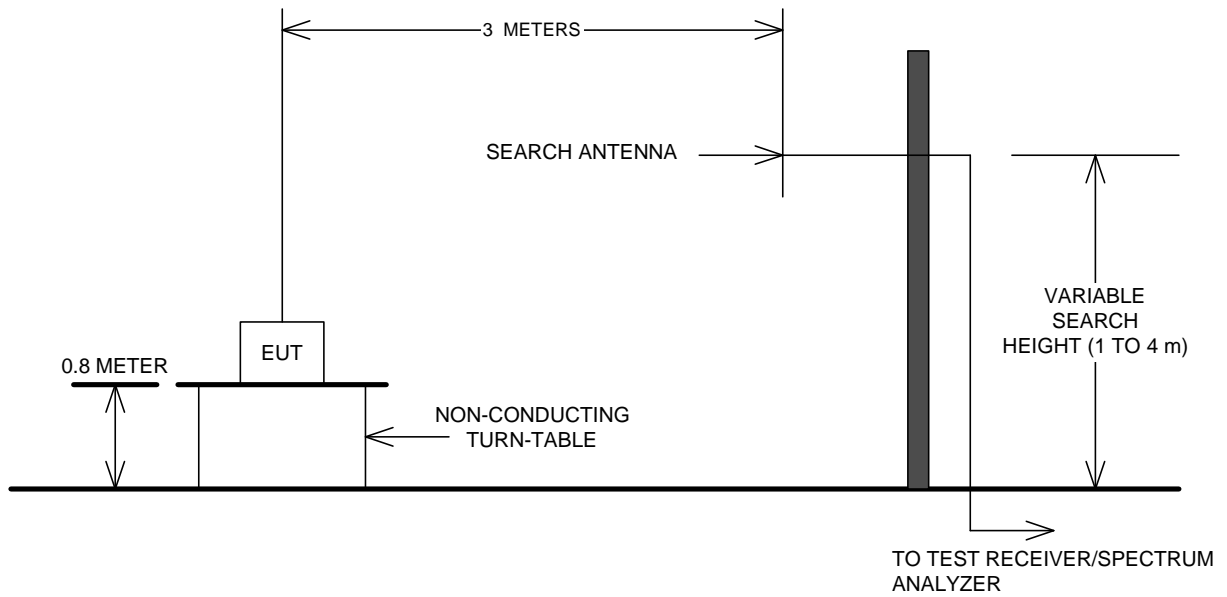 3 METERS
SEARCH ANTENNA
VARIABLE
SEARCH
HEIGHT (1 TO 4 m)
EUT
0.8 METER
NON-CONDUCTING
TURN-TABLE
TO TEST RECEIVER/SPECTRUM
ANALYZER